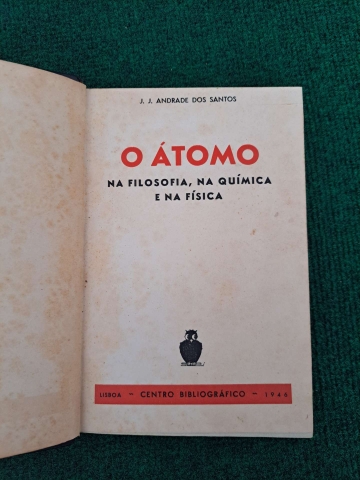 J. J. ANDRADE DOS SANTOS
O ÁTOMO
NA FILOSOFIA, NA QUÍMICA
E NA FÍSICA
LISBOA - CENTRO BIBLIOGRÁFICO - 1946